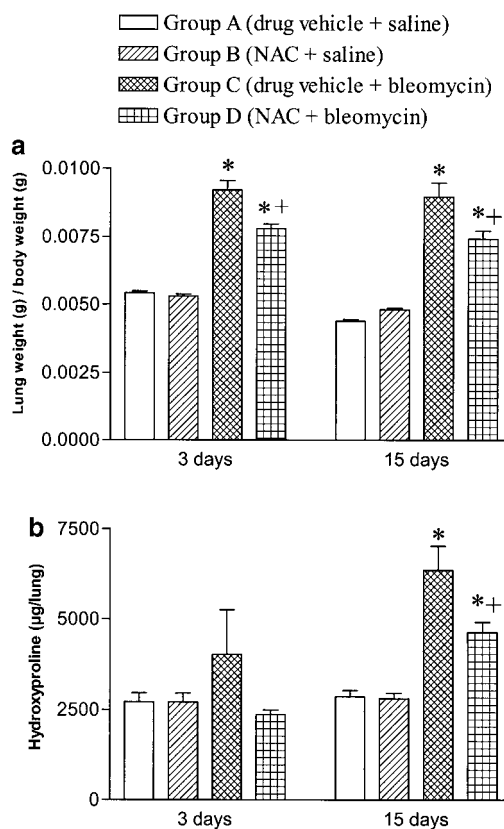 Group A (drug vehicle + saline)
Group B (NAC + saline)
Group C (drug vehicle + bleomycin)
Group D (NAC + bleomycin)
a
Lung weight (g) / body weight (g)
0.0100
0.0075
0.0050
0.0025
0.0000
*
*+
*
*+
3 days
15 days
b
Hydroxyproline (µg/lung)
7500
5000
2500
0
*
*+
3 days
15 days